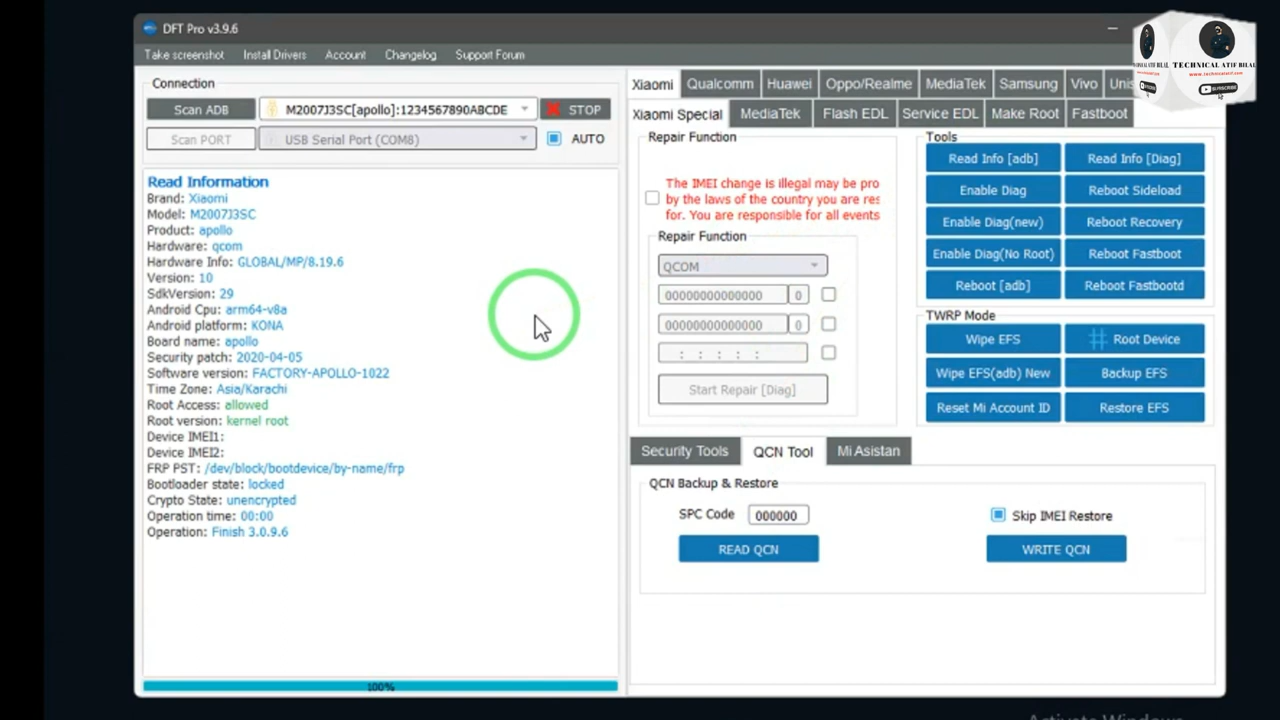 DFT Pro v3.9.6
Take screenshot Install Drivers Account Changelog Support Forum
TECHNICAL ATIF BILAL
Connection
Scan ADB M2007J3SC[apollo]:1234567890ABCDE STOP
Scan PORT USB Serial Port (COM8) AUTO
Read Information
Brand: Xiaomi
Model: M2007J3SC
Product: apollo
Hardware: qcom
Hardware Info: GLOBAL/MP/8.19.6
Version: 10
SdkVersion: 29
Android Cpu: arm64-v8a
Android platform: KONA
Board name: apollo
Security patch: 2020-04-05
Software version: FACTORY-APOLLO-1022
Time Zone: Asia/Karachi
Root Access: allowed
Root version: kernel root
Device IMEI1:
Device IMEI2:
FRP PST: /dev/block/bootdevice/by-name/frp
Bootloader state: locked
Crypto State: unencrypted
Operation time: 00:00
Operation: Finish 3.0.9.6
100%
Xiaomi Qualcomm Huawei Oppo/Realme MediaTek Samsung Vivo Unis
Xiaomi Special MediaTek Flash EDL Service EDL Make Root Fastboot
Repair Function
The IMEI change is illegal may be pro
by the laws of the country you are res
for. You are responsible for all events
Repair Function
QCOM
00000000000000 0
00000000000000 0
: : : : :
Start Repair [Diag]
Tools
Read Info [adb] Read Info [Diag]
Enable Diag Reboot Sideload
Enable Diag(new) Reboot Recovery
Enable Diag(No Root) Reboot Fastboot
Reboot [adb] Reboot Fastbootd
TWRP Mode
Wipe EFS Root Device
Wipe EFS(adb) New Backup EFS
Reset Mi Account ID Restore EFS
Security Tools QCN Tool Mi Asistan
QCN Backup & Restore
SPC Code 000000 Skip IMEI Restore
READ QCN WRITE QCN